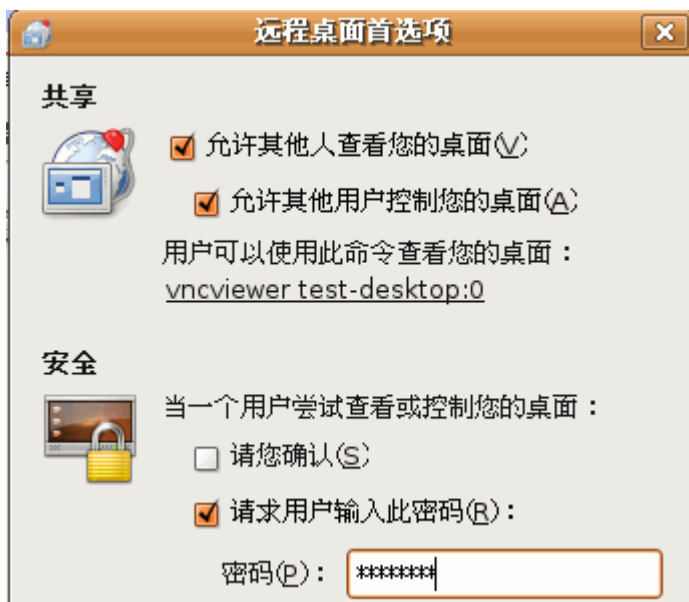 远程桌面首选项
共享
允许其他人查看您的桌面(V)
允许其他用户控制您的桌面(A)
用户可以使用此命令查看您的桌面：
vncviewer test-desktop:0
安全
当一个用户尝试查看或控制您的桌面：
请您确认(S)
请求用户输入此密码(R)：
密码(P)： ********